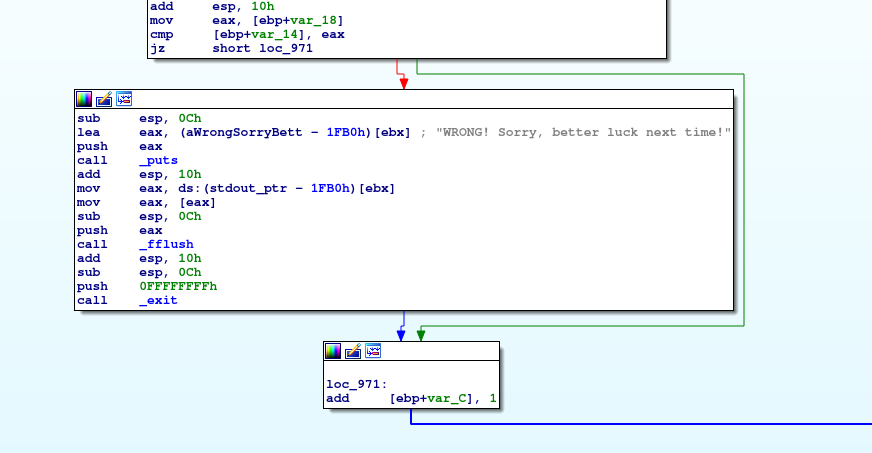 add     esp, 10h
mov     eax, [ebp+var_18]
cmp     [ebp+var_14], eax
jz      short loc_971
sub     esp, 0Ch
lea     eax, (aWrongSorryBett - 1FB0h)[ebx] ; "WRONG! Sorry, better luck next time!"
push    eax
call    _puts
add     esp, 10h
mov     eax, ds:(stdout_ptr - 1FB0h)[ebx]
mov     eax, [eax]
sub     esp, 0Ch
push    eax
call    _fflush
add     esp, 10h
sub     esp, 0Ch
push    0FFFFFFFFh
call    _exit
loc_971:
add     [ebp+var_C], 1